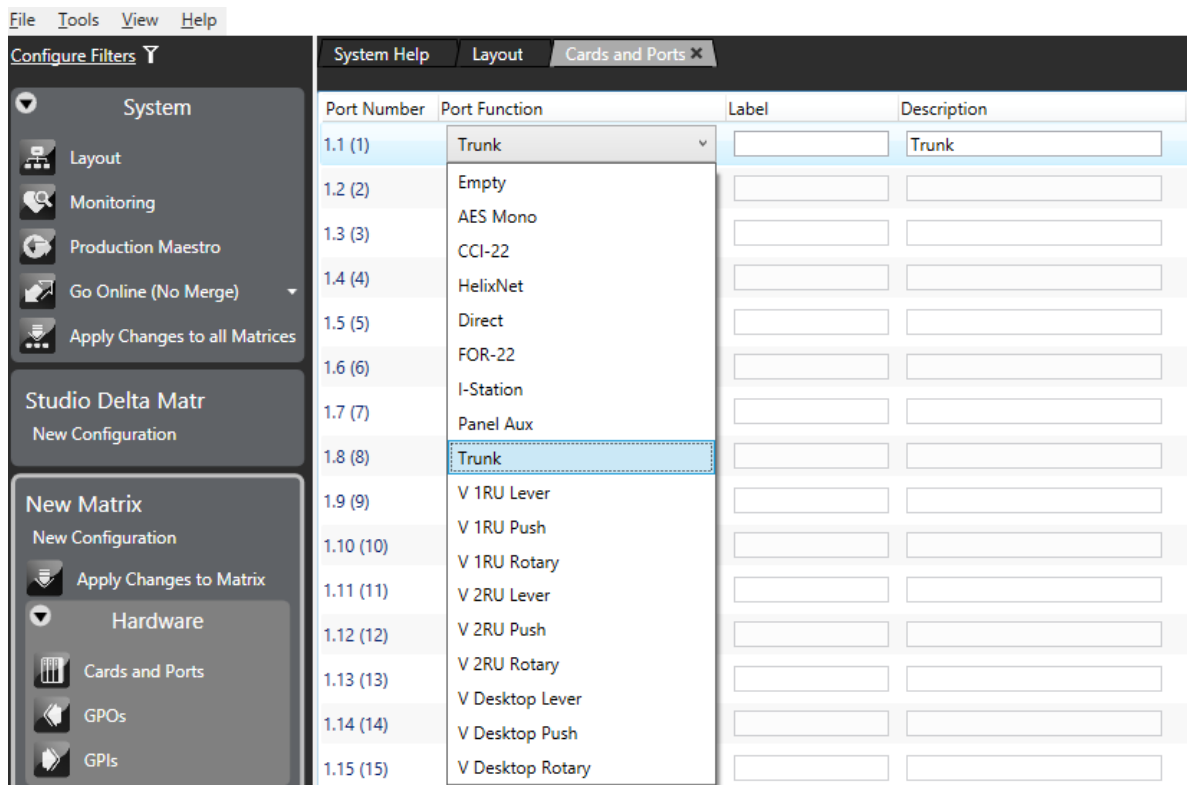 File Tools View Help
Configure Filters
System
Layout
Monitoring
Production Maestro
Go Online (No Merge)
Apply Changes to all Matrices
Studio Delta Matr
New Configuration
New Matrix
New Configuration
Apply Changes to Matrix
Hardware
Cards and Ports
GPOs
GPIs
System Help Layout Cards and Ports
Port Number Port Function Label Description
1.1 (1) Trunk Trunk
1.2 (2)
1.3 (3)
1.4 (4)
1.5 (5)
1.6 (6)
1.7 (7)
1.8 (8)
1.9 (9)
1.10 (10)
1.11 (11)
1.12 (12)
1.13 (13)
1.14 (14)
1.15 (15)
Empty
AES Mono
CCI-22
HelixNet
Direct
FOR-22
I-Station
Panel Aux
Trunk
V 1RU Lever
V 1RU Push
V 1RU Rotary
V 2RU Lever
V 2RU Push
V 2RU Rotary
V Desktop Lever
V Desktop Push
V Desktop Rotary